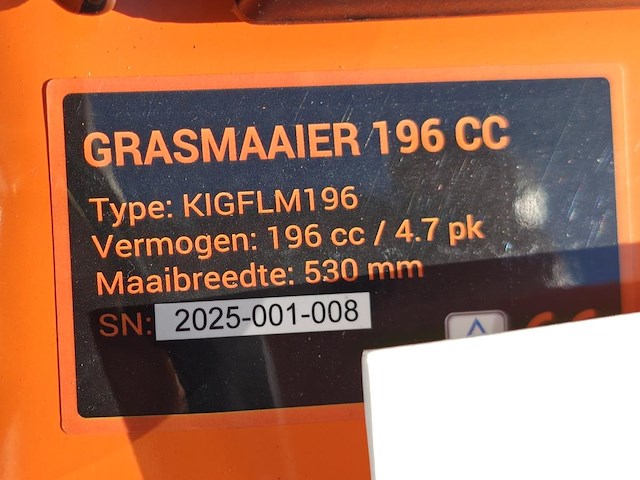 GRASMAAIER 196 CC
Type: KIGFLM196
Vermogen: 196 cc / 4.7 pk
Maaibreedte: 530 mm
SN: 2025-001-008